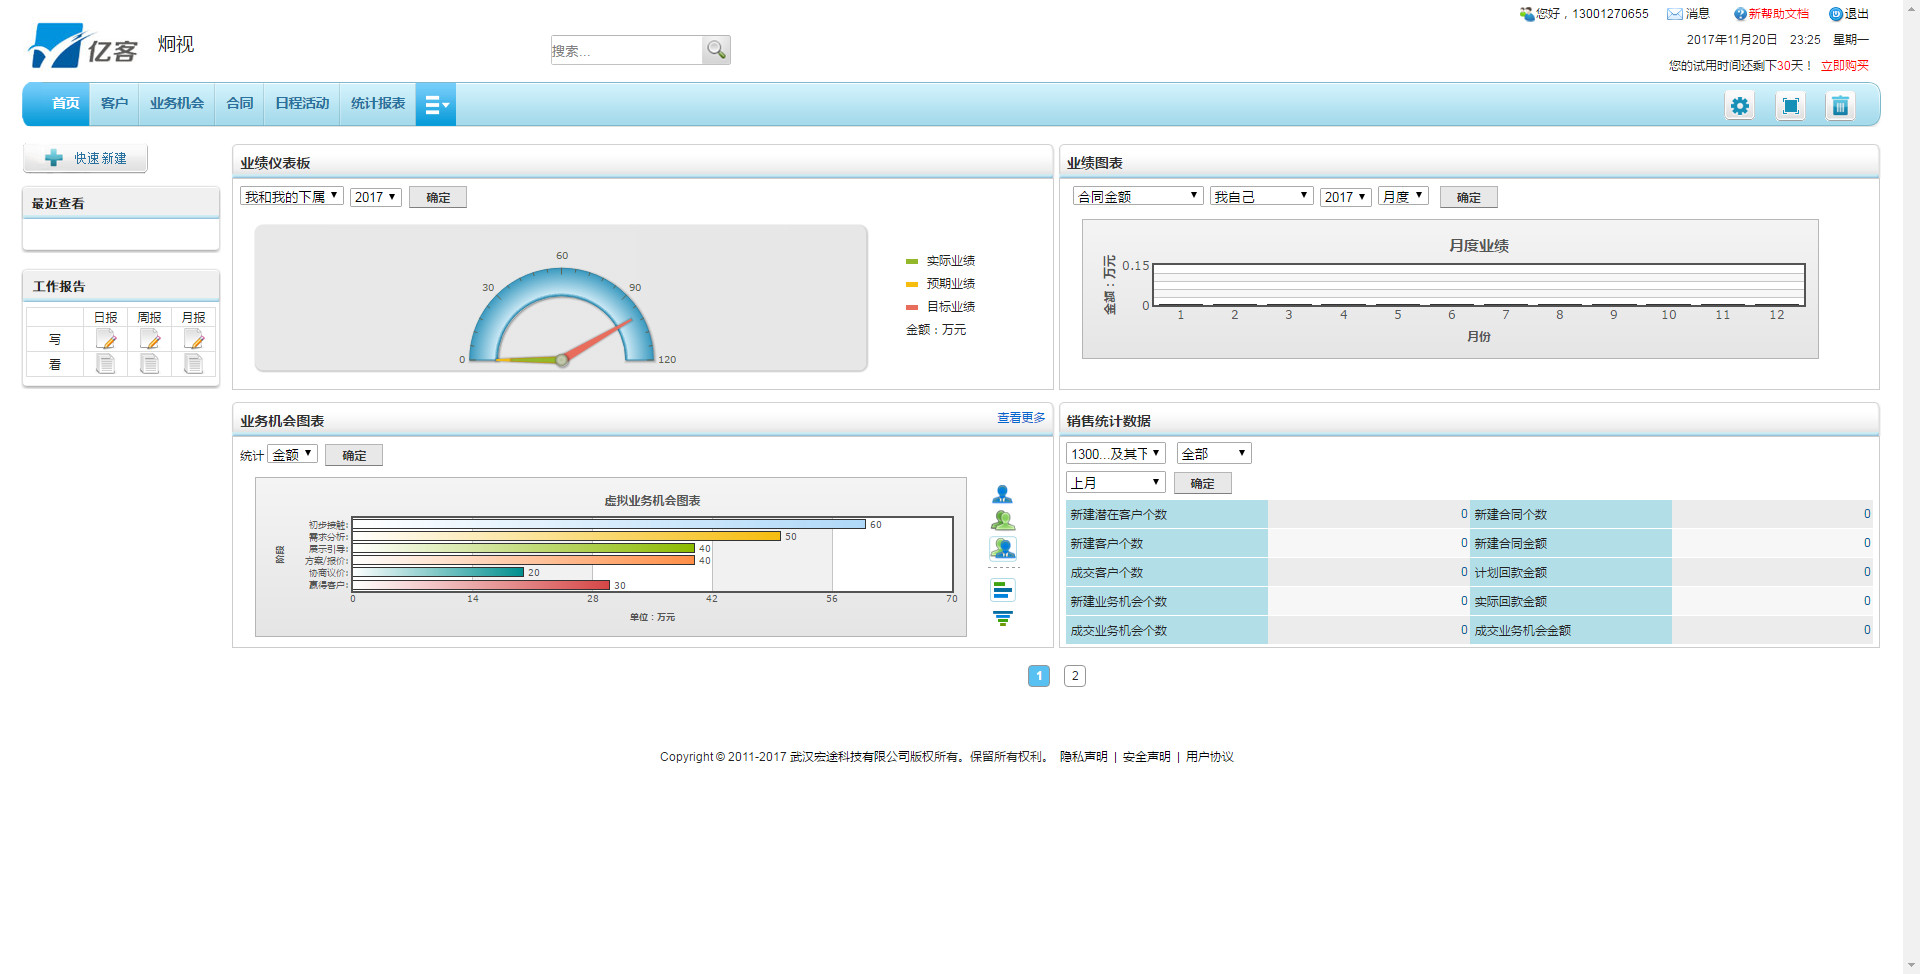 您好，13001270655 消息 新帮助文档 退出
亿客 炯视
搜索...
2017年11月20日 23:25 星期一
您的试用时间还剩下30天！ 立即购买
首页 客户 业务机会 合同 日程活动 统计报表
快速新建
最近查看
工作报告
日报 周报 月报
写
看
业绩仪表板
我和我的下属 2017 确定
0 30 60 90 120
实际业绩
预期业绩
目标业绩
金额：万元
业绩图表
合同金额 我自己 2017 月度 确定
月度业绩
金额：万元
0.15
0
1 2 3 4 5 6 7 8 9 10 11 12
月份
业务机会图表 查看更多
统计 金额 确定
虚拟业务机会图表
阶段
初步接触: 60
需求分析: 50
展示引导: 40
方案/报价: 40
协商议价: 20
赢得客户: 30
0 14 28 42 56 70
单位：万元
销售统计数据
1300...及其下 全部
上月 确定
新建潜在客户个数 0 新建合同个数 0
新建客户个数 0 新建合同金额 0
成交客户个数 0 计划回款金额 0
新建业务机会个数 0 实际回款金额 0
成交业务机会个数 0 成交业务机会金额 0
1 2
Copyright © 2011-2017 武汉宏途科技有限公司版权所有。保留所有权利。 隐私声明 | 安全声明 | 用户协议